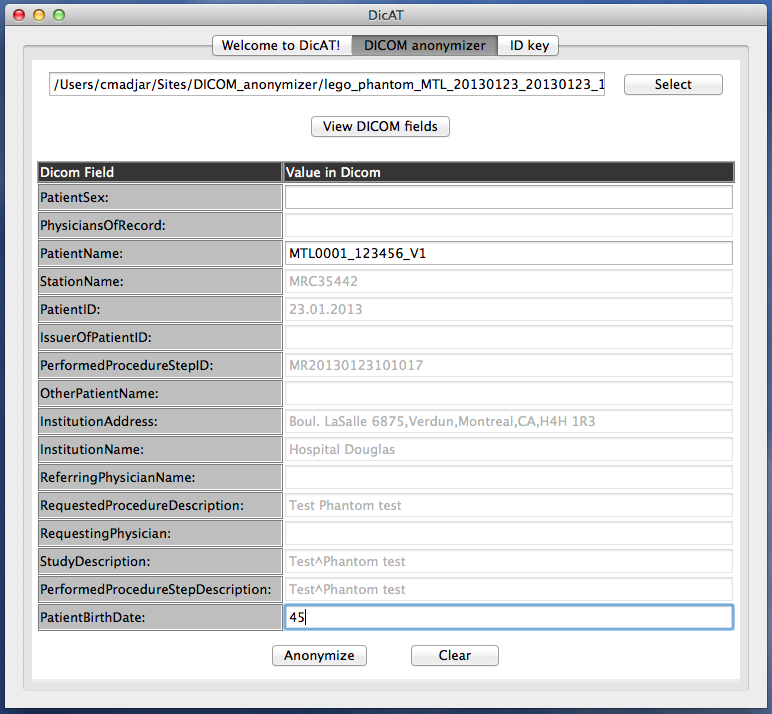 DicAT
Welcome to DicAT! DICOM anonymizer ID key
/Users/cmadjar/Sites/DICOM_anonymizer/lego_phantom_MTL_20130123_20130123_1 Select
View DICOM fields
Dicom Field Value in Dicom
PatientSex:
PhysiciansOfRecord:
PatientName: MTL0001_123456_V1
StationName: MRC35442
PatientID: 23.01.2013
IssuerOfPatientID:
PerformedProcedureStepID: MR20130123101017
OtherPatientName:
InstitutionAddress: Boul. LaSalle 6875,Verdun,Montreal,CA,H4H 1R3
InstitutionName: Hospital Douglas
ReferringPhysicianName:
RequestedProcedureDescription: Test Phantom test
RequestingPhysician:
StudyDescription: Test^Phantom test
PerformedProcedureStepDescription: Test^Phantom test
PatientBirthDate: 45
Anonymize Clear